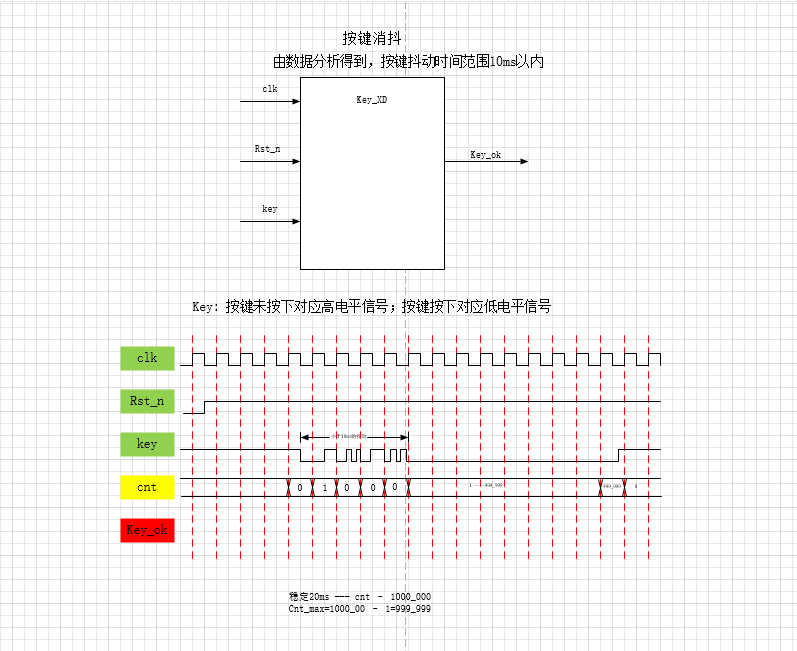 按键消抖
由数据分析得到，按键抖动时间范围10ms以内
clk
Key_XD
Rst_n
Key_ok
key
Key: 按键未按下对应高电平信号；按键按下对应低电平信号
clk
Rst_n
key
cnt
0 1 0 0 0
999_999 0
Key_ok
稳定20ms --- cnt - 1000_000
Cnt_max=1000_00 - 1=999_999